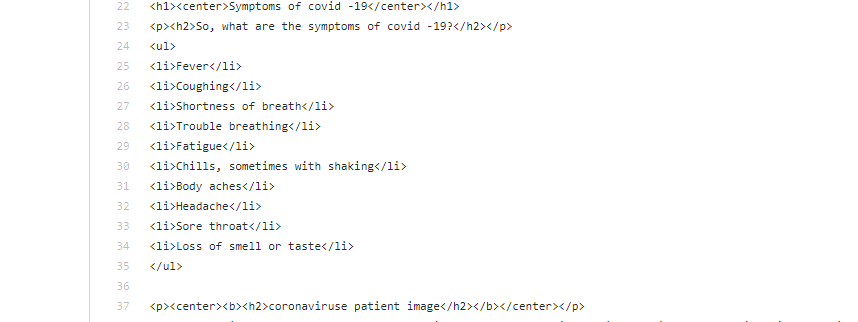 22 <h1><center>Symptoms of covid -19</center></h1>
23 <p><h2>So, what are the symptoms of covid -19?</h2></p>
24 <ul>
25 <li>Fever</li>
26 <li>Coughing</li>
27 <li>Shortness of breath</li>
28 <li>Trouble breathing</li>
29 <li>Fatigue</li>
30 <li>Chills, sometimes with shaking</li>
31 <li>Body aches</li>
32 <li>Headache</li>
33 <li>Sore throat</li>
34 <li>Loss of smell or taste</li>
35 </ul>
36
37 <p><center><b><h2>coronaviruse patient image</h2></b></center></p>